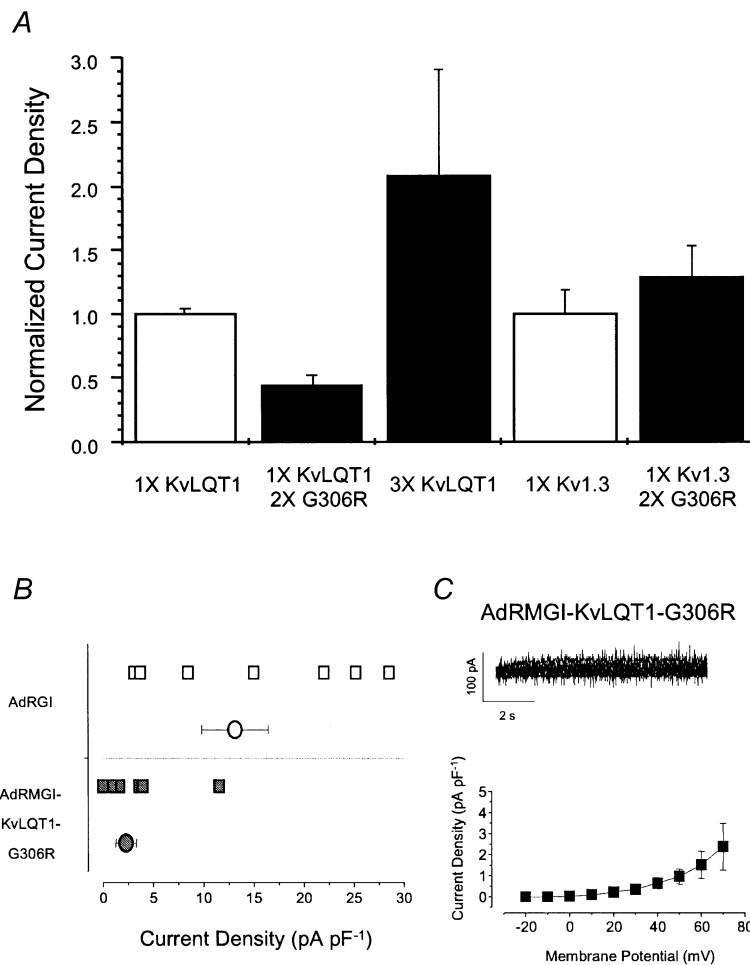 A
Normalized Current Density
3.0
2.5
2.0
1.5
1.0
0.5
0.0
1X KvLQT1
1X KvLQT1
2X G306R
3X KvLQT1
1X Kv1.3
1X Kv1.3
2X G306R
B
AdRGI
AdRMGI-
KvLQT1-
G306R
0 5 10 15 20 25 30
Current Density (pA pF-1)
C
AdRMGI-KvLQT1-G306R
100 pA
2 s
Current Density (pA pF-1)
5
4
3
2
1
0
-20 0 20 40 60 80
Membrane Potential (mV)